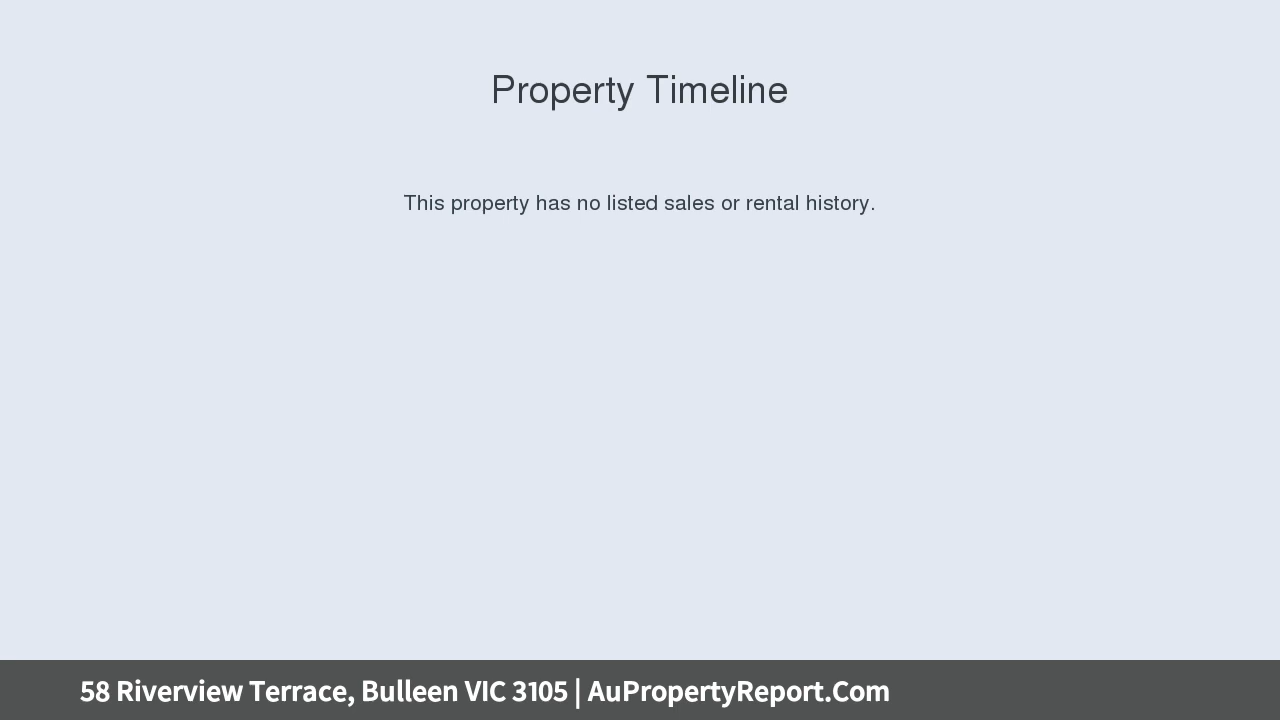 Property Timeline
This property has no listed sales or rental history.
58 Riverview Terrace, Bulleen VIC 3105 | AuPropertyReport.Com